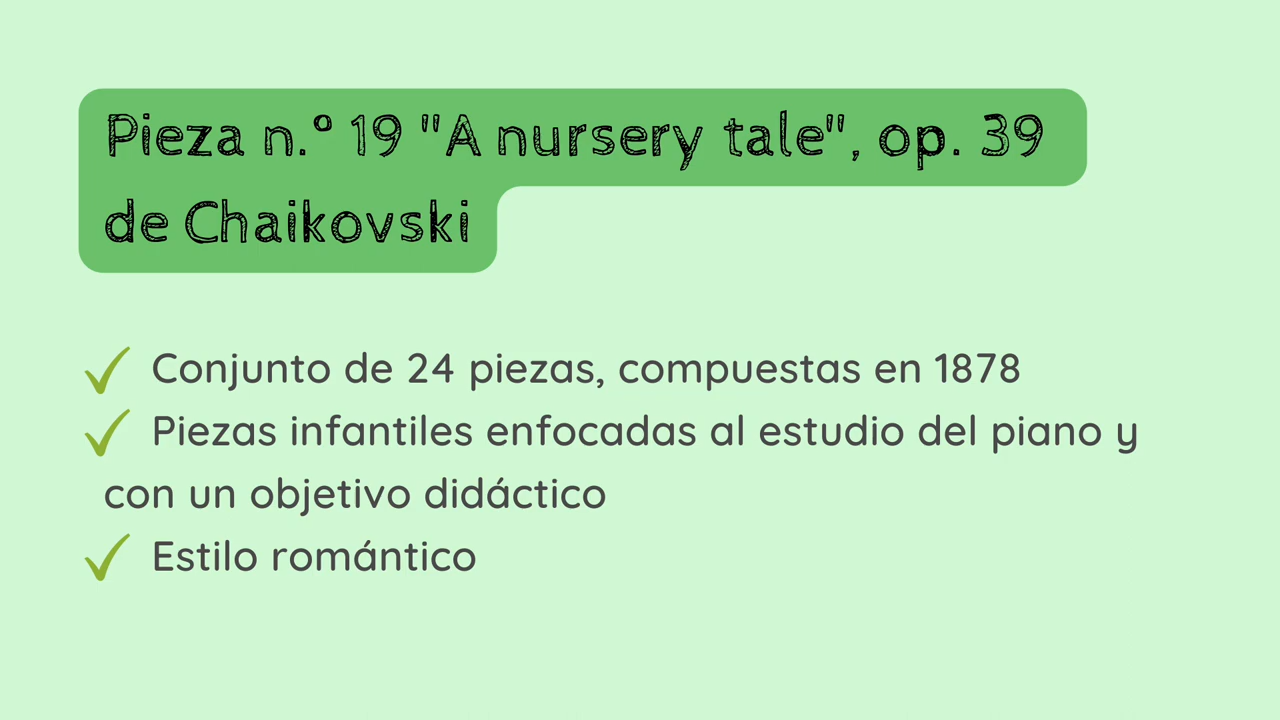 Pieza n.º 19 "A nursery tale", op. 39
de Chaikovski
Conjunto de 24 piezas, compuestas en 1878
Piezas infantiles enfocadas al estudio del piano y
con un objetivo didáctico
Estilo romántico